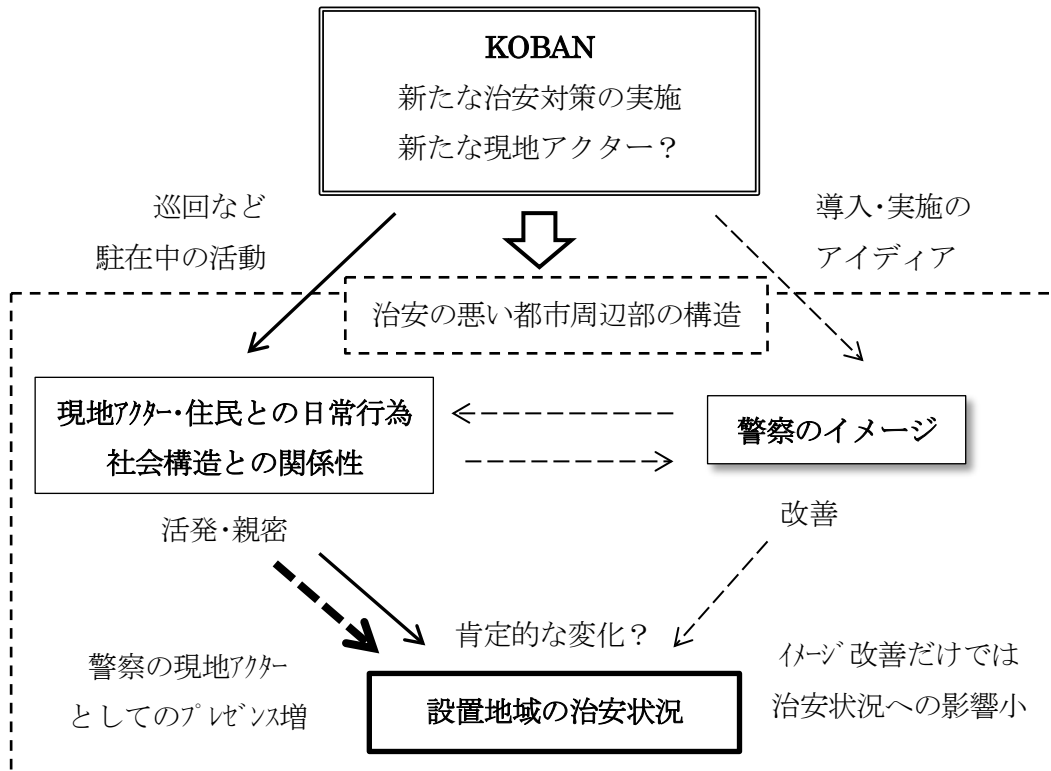 KOBAN
新たな治安対策の実施
新たな現地アクター？
巡回など
駐在中の活動
導入・実施の
アイディア
治安の悪い都市周辺部の構造
現地ｱｸﾀｰ・住民との日常行為
社会構造との関係性
警察のイメージ
活発・親密
改善
肯定的な変化？
警察の現地ｱｸﾀｰ
としてのﾌﾟﾚｾﾞﾝｽ増
設置地域の治安状況
ｲﾒｰｼﾞ改善だけでは
治安状況への影響小